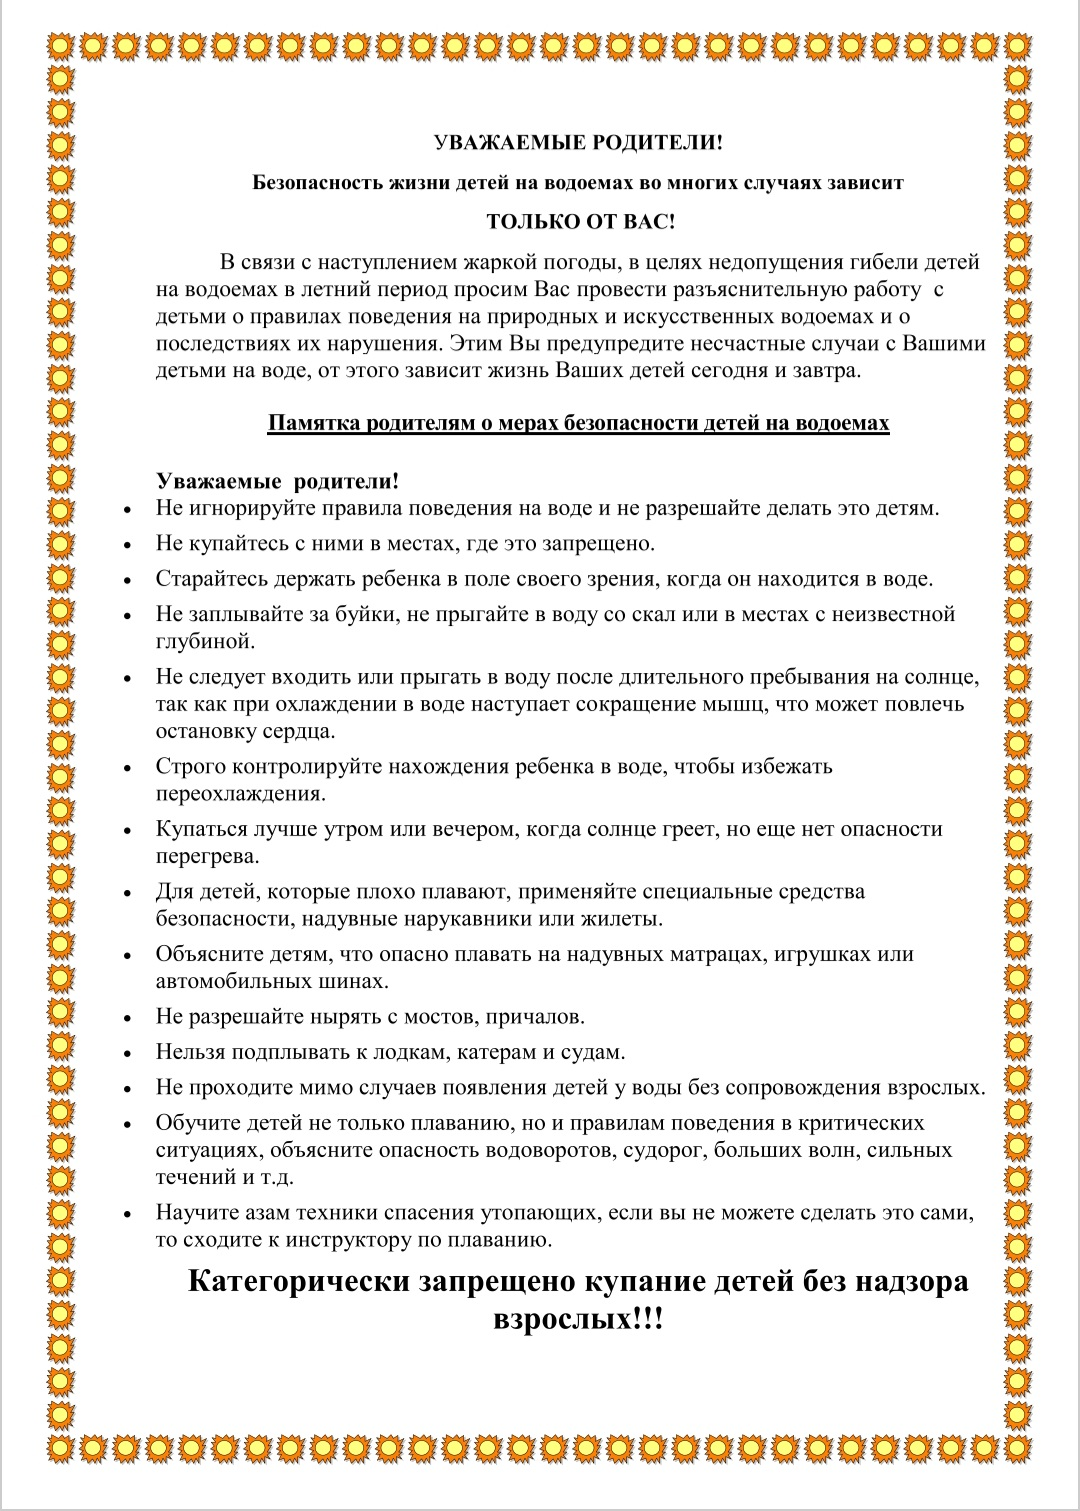 УВАЖАЕМЫЕ РОДИТЕЛИ!
Безопасность жизни детей на водоемах во многих случаях зависит
ТОЛЬКО ОТ ВАС!
В связи с наступлением жаркой погоды, в целях недопущения гибели детей
на водоемах в летний период просим Вас провести разъяснительную работу с
детьми о правилах поведения на природных и искусственных водоемах и о
последствиях их нарушения. Этим Вы предупредите несчастные случаи с Вашими
детьми на воде, от этого зависит жизнь Ваших детей сегодня и завтра.
Памятка родителям о мерах безопасности детей на водоемах
Уважаемые родители!
• Не игнорируйте правила поведения на воде и не разрешайте делать это детям.
• Не купайтесь с ними в местах, где это запрещено.
• Старайтесь держать ребенка в поле своего зрения, когда он находится в воде.
• Не заплывайте за буйки, не прыгайте в воду со скал или в местах с неизвестной
глубиной.
• Не следует входить или прыгать в воду после длительного пребывания на солнце,
так как при охлаждении в воде наступает сокращение мышц, что может повлечь
остановку сердца.
• Строго контролируйте нахождения ребенка в воде, чтобы избежать
переохлаждения.
• Купаться лучше утром или вечером, когда солнце греет, но еще нет опасности
перегрева.
• Для детей, которые плохо плавают, применяйте специальные средства
безопасности, надувные нарукавники или жилеты.
• Объясните детям, что опасно плавать на надувных матрацах, игрушках или
автомобильных шинах.
• Не разрешайте нырять с мостов, причалов.
• Нельзя подплывать к лодкам, катерам и судам.
• Не проходите мимо случаев появления детей у воды без сопровождения взрослых.
• Обучите детей не только плаванию, но и правилам поведения в критических
ситуациях, объясните опасность водоворотов, судорог, больших волн, сильных
течений и т.д.
• Научите азам техники спасения утопающих, если вы не можете сделать это сами,
то сходите к инструктору по плаванию.
Категорически запрещено купание детей без надзора
взрослых!!!